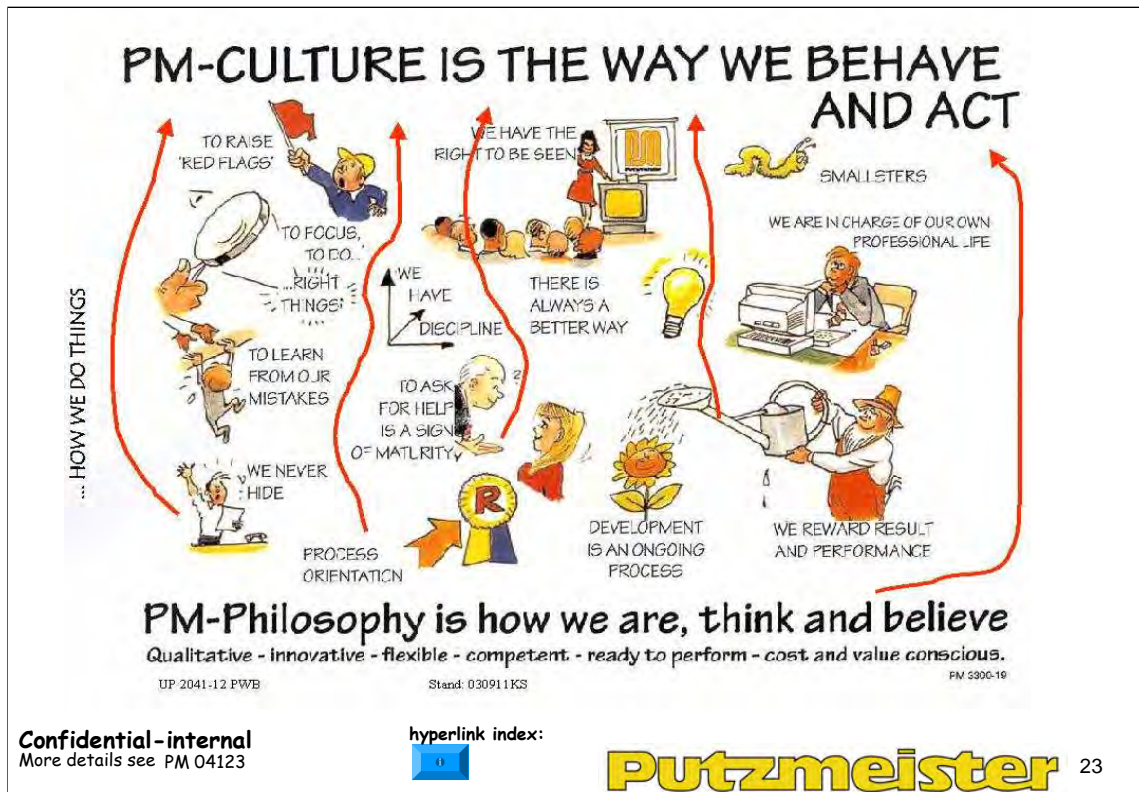 PM-CULTURE IS THE WAY WE BEHAVE
AND ACT
TO RAISE
'RED FLAGS'
WE HAVE THE
RIGHT TO BE SEEN
PM
PUTZMEISTER
SMALL STEPS
TO FOCUS,
TO DO...
...RIGHT
THINGS!
WE ARE IN CHARGE OF OUR OWN
PROFESSIONAL LIFE
WE
HAVE
DISCIPLINE
THERE IS
ALWAYS A
BETTER WAY
... HOW WE DO THINGS
TO LEARN
FROM OUR
MISTAKES
TO ASK
FOR HELP
IS A SIGN
OF MATURITY
?
WE NEVER
HIDE
R
PROCESS
ORIENTATION
DEVELOPMENT
IS AN ONGOING
PROCESS
WE REWARD RESULT
AND PERFORMANCE
PM-Philosophy is how we are, think and believe
Qualitative - innovative - flexible - competent - ready to perform - cost and value conscious.
UP 2041-12 PWB
Stand: 030911KS
PM 3300-19
Confidential-internal
More details see PM 04123
hyperlink index:
Putzmeister
23